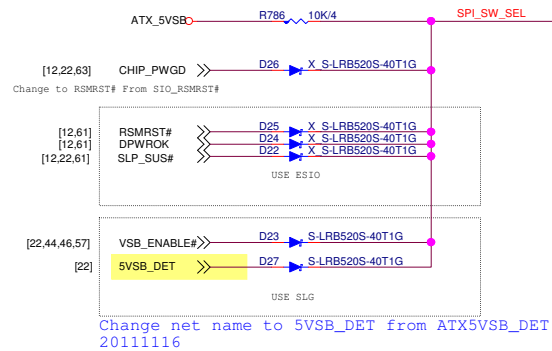 ATX_5VSB R786 10K/4 SPI_SW_SEL
[12,22,63] CHIP_PWGD D26 X_S-LRB520S-40T1G
Change to RSMRST# From SIO_RSMRST#
[12,61] RSMRST# D25 X_S-LRB520S-40T1G
[12,61] DPWROK D24 X_S-LRB520S-40T1G
[12,22,61] SLP_SUS# D22 X_S-LRB520S-40T1G
USE ESIO
[22,44,46,57] VSB_ENABLE# D23 S-LRB520S-40T1G
[22] 5VSB_DET D27 S-LRB520S-40T1G
USE SLG
Change net name to 5VSB_DET from ATX5VSB_DET
20111116